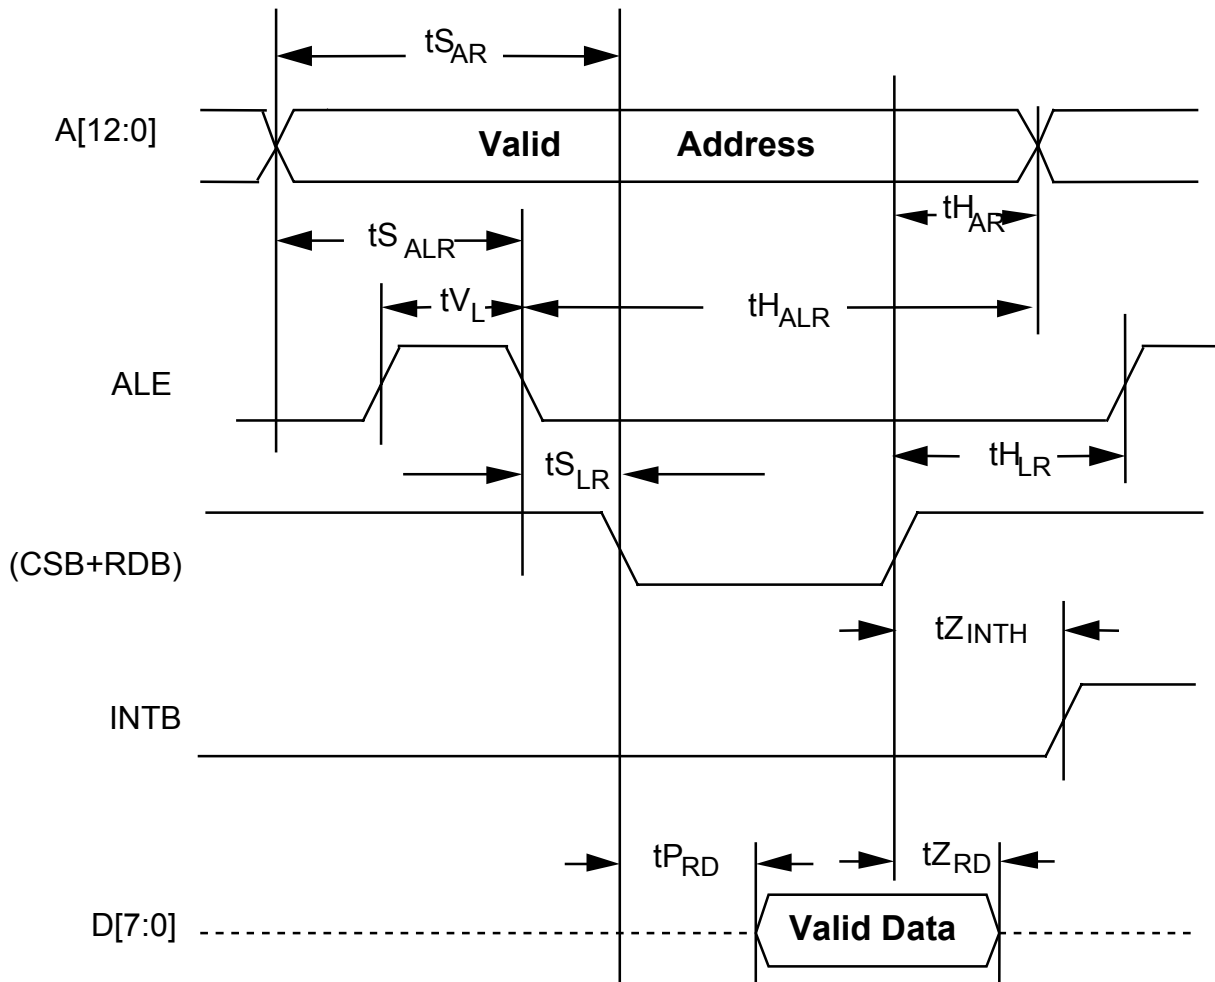 tSAR
A[12:0]
Valid Address
tHAR
tSALR
tVL
tHALR
ALE
tSLR
tHLR
(CSB+RDB)
tZINTH
INTB
tPRD
tZRD
D[7:0]
Valid Data